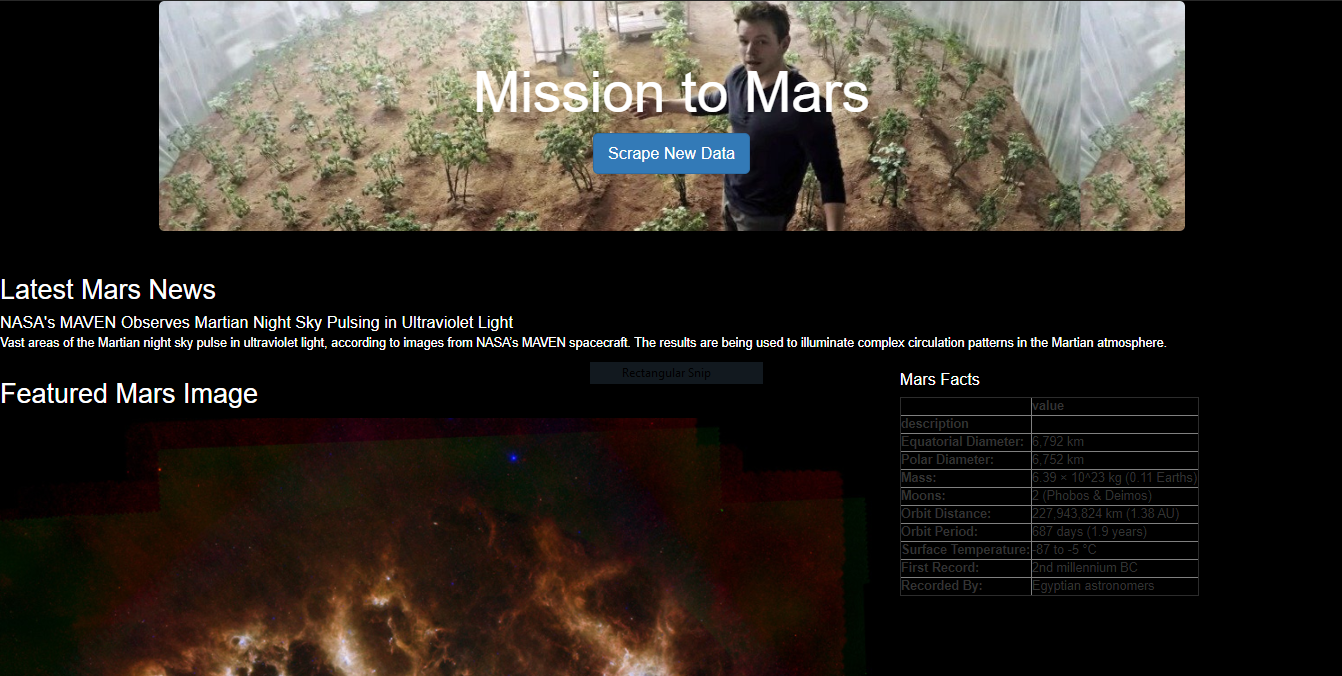 Mission to Mars
Scrape New Data
Latest Mars News
NASA's MAVEN Observes Martian Night Sky Pulsing in Ultraviolet Light
Vast areas of the Martian night sky pulse in ultraviolet light, according to images from NASA's MAVEN spacecraft. The results are being used to illuminate complex circulation patterns in the Martian atmosphere.
Rectangular Snip
Featured Mars Image
Mars Facts
value
description
Equatorial Diameter: 6,792 km
Polar Diameter: 6,752 km
Mass: 6.39 × 10^23 kg (0.11 Earths)
Moons: 2 (Phobos & Deimos)
Orbit Distance: 227,943,824 km (1.38 AU)
Orbit Period: 687 days (1.9 years)
Surface Temperature: -87 to -5 °C
First Record: 2nd millennium BC
Recorded By: Egyptian astronomers